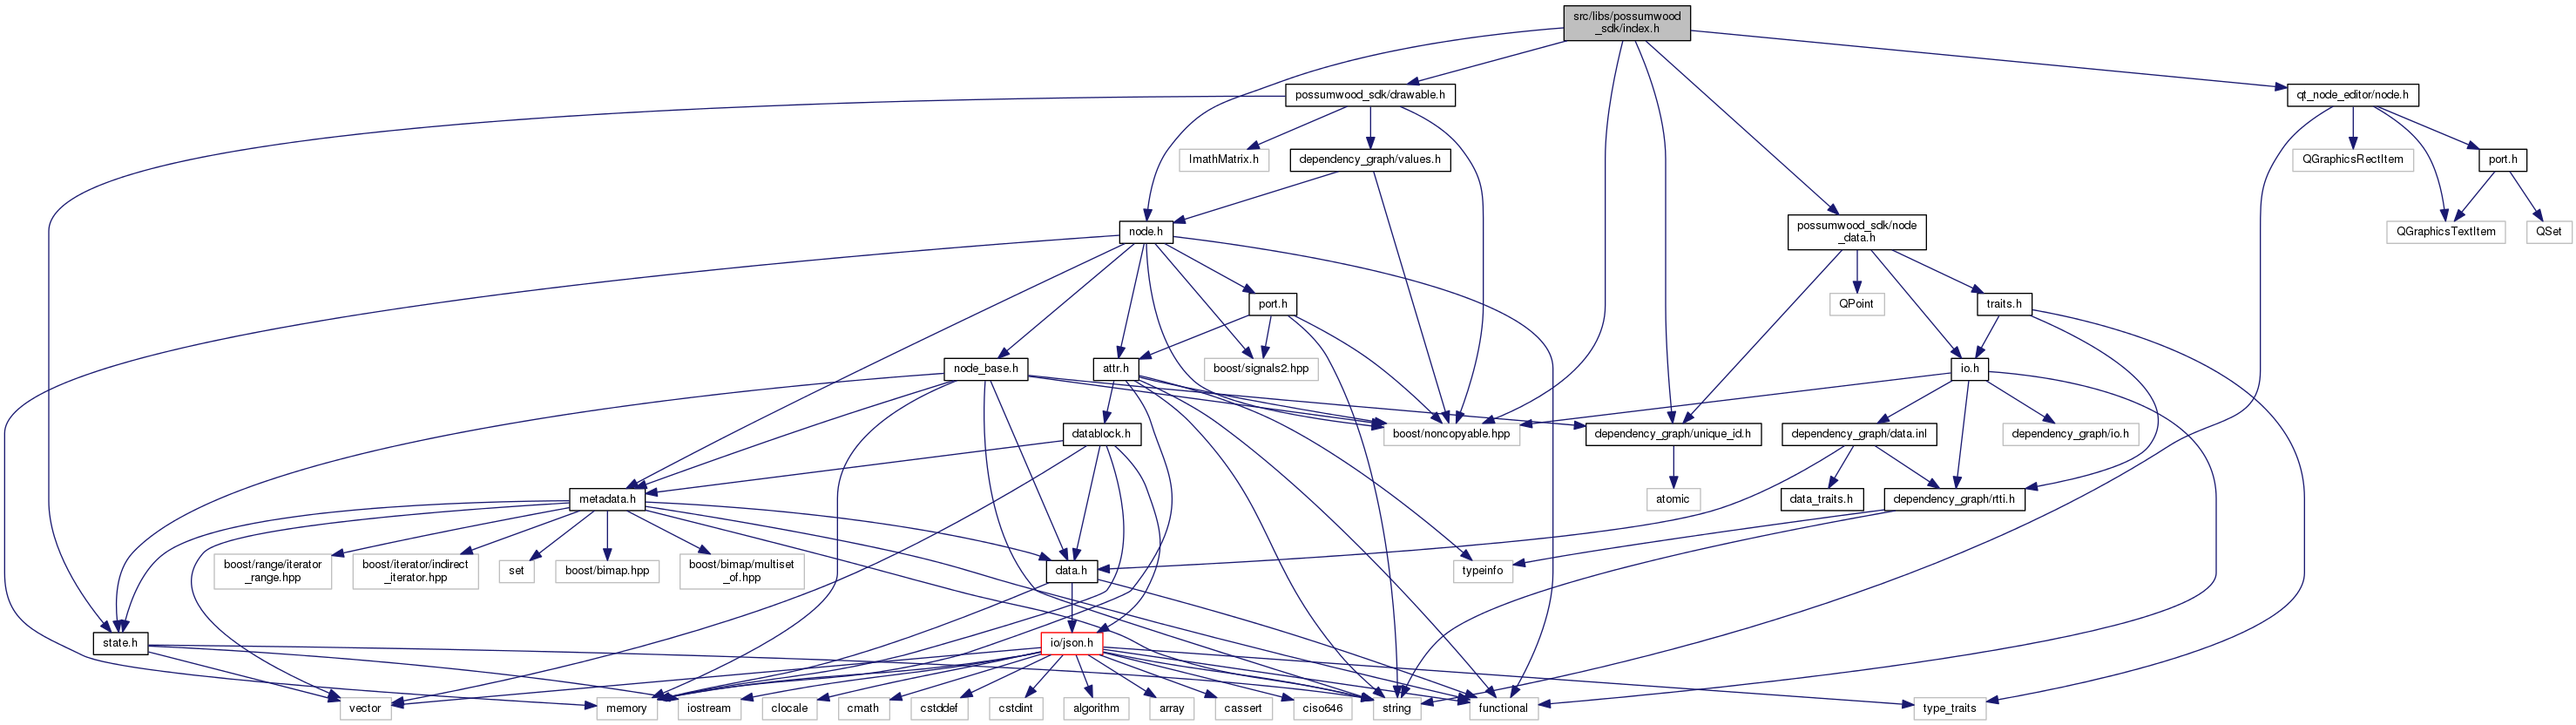 src/libs/possumwood
_sdk/index.h
possumwood_sdk/drawable.h
qt_node_editor/node.h
ImathMatrix.h
dependency_graph/values.h
QGraphicsRectItem
port.h
node.h
possumwood_sdk/node
_data.h
QGraphicsTextItem
QSet
port.h
QPoint
traits.h
node_base.h
attr.h
boost/signals2.hpp
io.h
datablock.h
boost/noncopyable.hpp
dependency_graph/unique_id.h
dependency_graph/data.inl
dependency_graph/io.h
metadata.h
atomic
data_traits.h
dependency_graph/rtti.h
boost/range/iterator
_range.hpp
boost/iterator/indirect
_iterator.hpp
set
boost/bimap.hpp
boost/bimap/multiset
_of.hpp
data.h
typeinfo
state.h
io/json.h
vector
memory
iostream
clocale
cmath
cstddef
cstdint
algorithm
array
cassert
ciso646
string
functional
type_traits